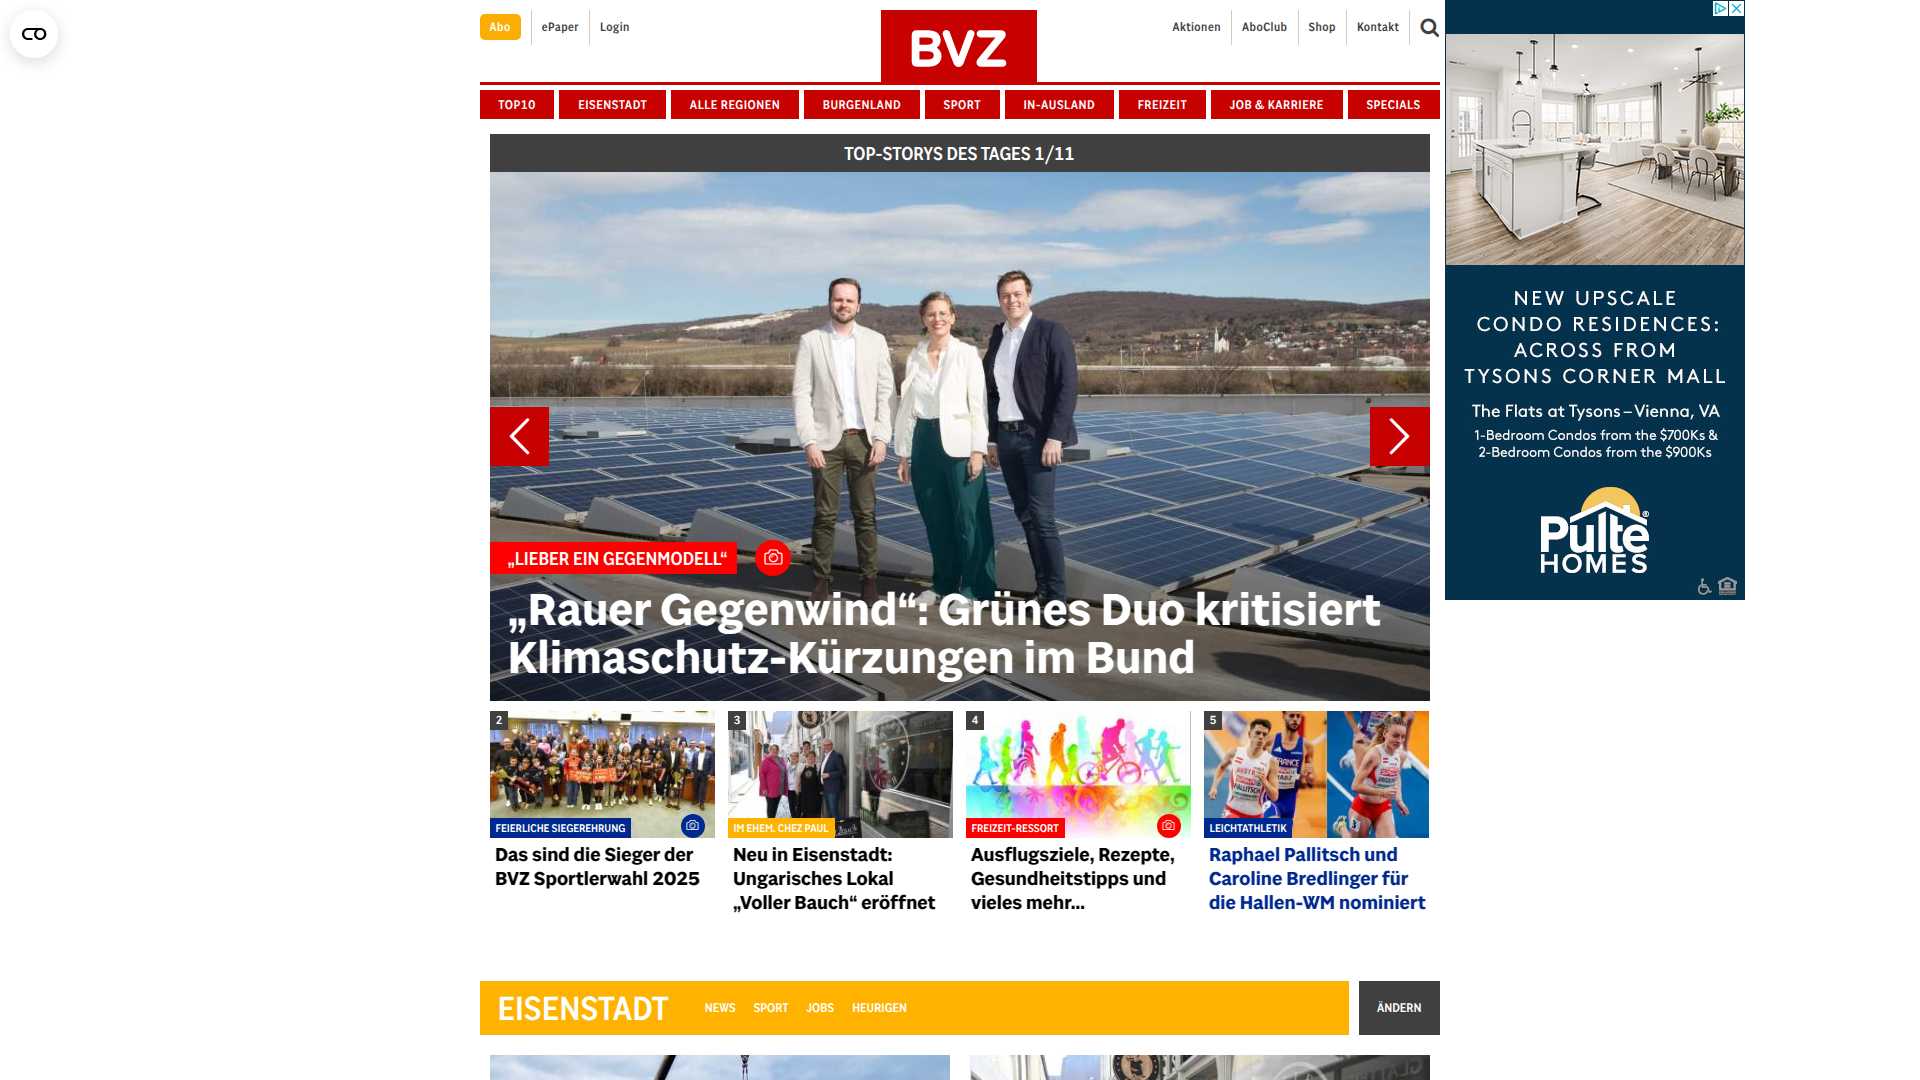 Abo
ePaper
Login
BVZ
Aktionen
AboClub
Shop
Kontakt
TOP10
EISENSTADT
ALLE REGIONEN
BURGENLAND
SPORT
IN-AUSLAND
FREIZEIT
JOB & KARRIERE
SPECIALS
TOP-STORYS DES TAGES 1/11
„LIEBER EIN GEGENMODELL“
„Rauer Gegenwind“: Grünes Duo kritisiert
Klimaschutz-Kürzungen im Bund
2
FEIERLICHE SIEGEREHRUNG
Das sind die Sieger der
BVZ Sportlerwahl 2025
3
IM EHEM. CHEZ PAUL
Neu in Eisenstadt:
Ungarisches Lokal
„Voller Bauch“ eröffnet
4
FREIZEIT-RESSORT
Ausflugsziele, Rezepte,
Gesundheitstipps und
vieles mehr...
5
LEICHTATHLETIK
Raphael Pallitsch und
Caroline Bredlinger für
die Hallen-WM nominiert
EISENSTADT
NEWS
SPORT
JOBS
HEURIGEN
ÄNDERN
NEW UPSCALE
CONDO RESIDENCES:
ACROSS FROM
TYSONS CORNER MALL
The Flats at Tysons – Vienna, VA
1-Bedroom Condos from the $700Ks &
2-Bedroom Condos from the $900Ks
Pulte®
HOMES